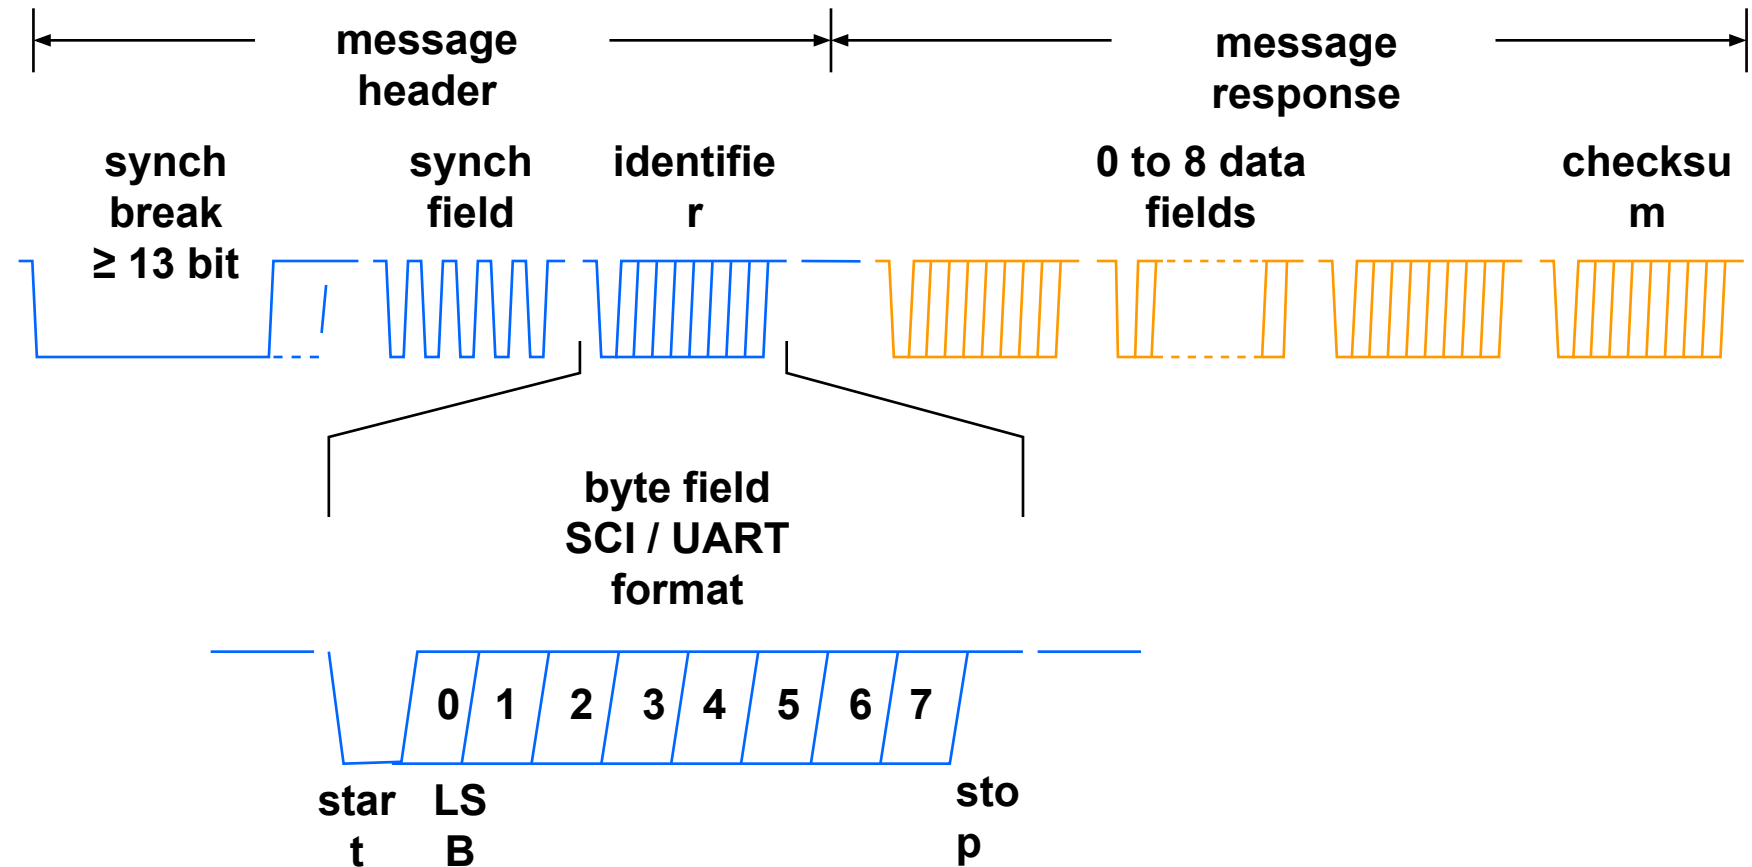 message
header
message
response
synch
break
≥ 13 bit
synch
field
identifie
r
0 to 8 data
fields
checksu
m
byte field
SCI / UART
format
0 1 2 3 4 5 6 7
star
t
LS
B
sto
p